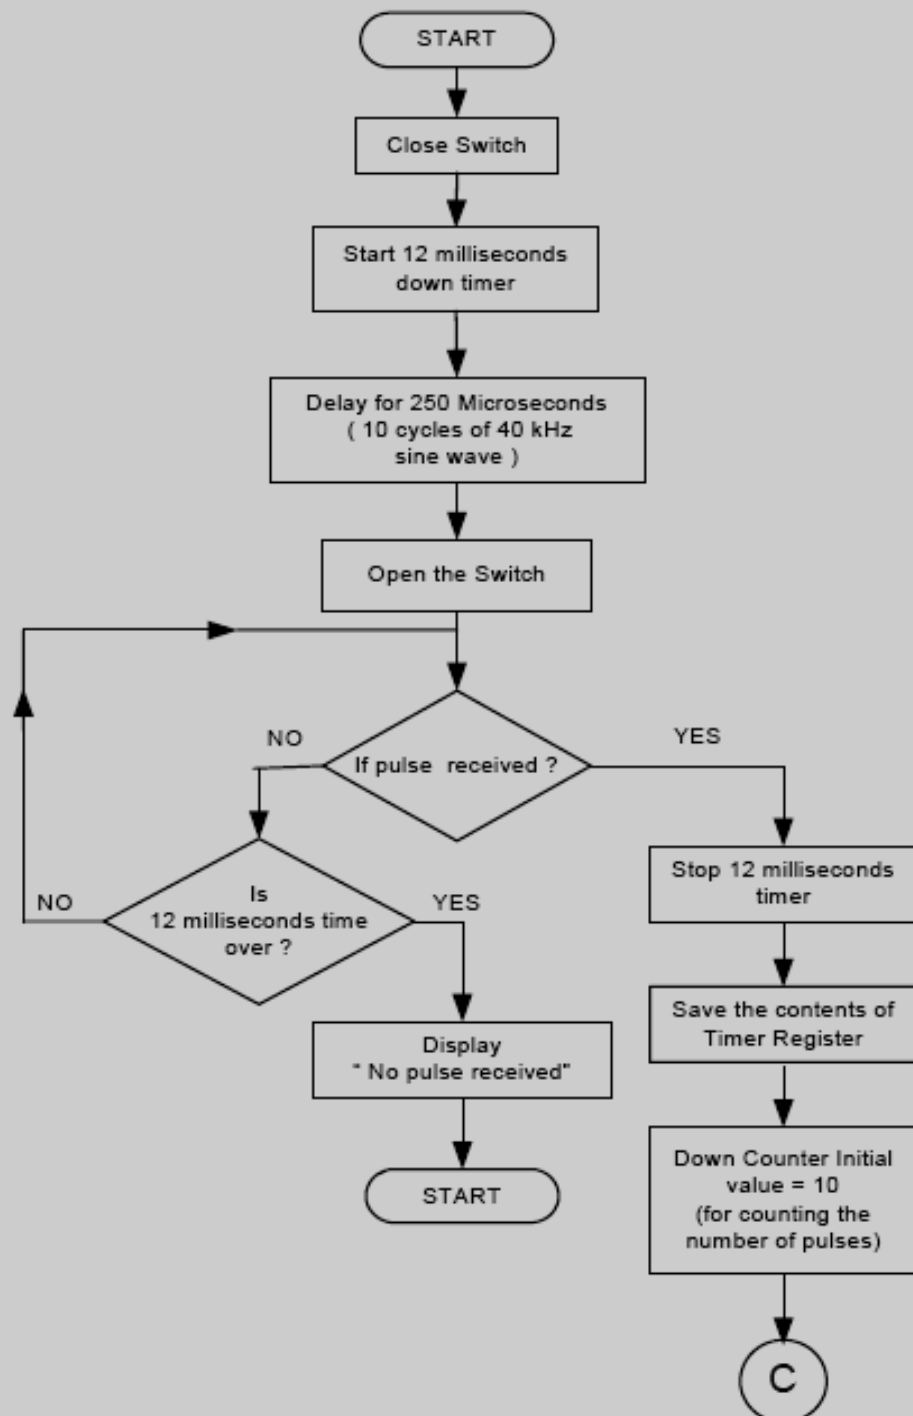 START
Close Switch
Start 12 milliseconds
down timer
Delay for 250 Microseconds
( 10 cycles of 40 kHz
sine wave )
Open the Switch
NO
YES
If pulse received ?
Stop 12 milliseconds
timer
NO
Is
12 milliseconds time
over ?
YES
Save the contents of
Timer Register
Display
" No pulse received"
Down Counter Initial
value = 10
(for counting the
number of pulses)
START
C